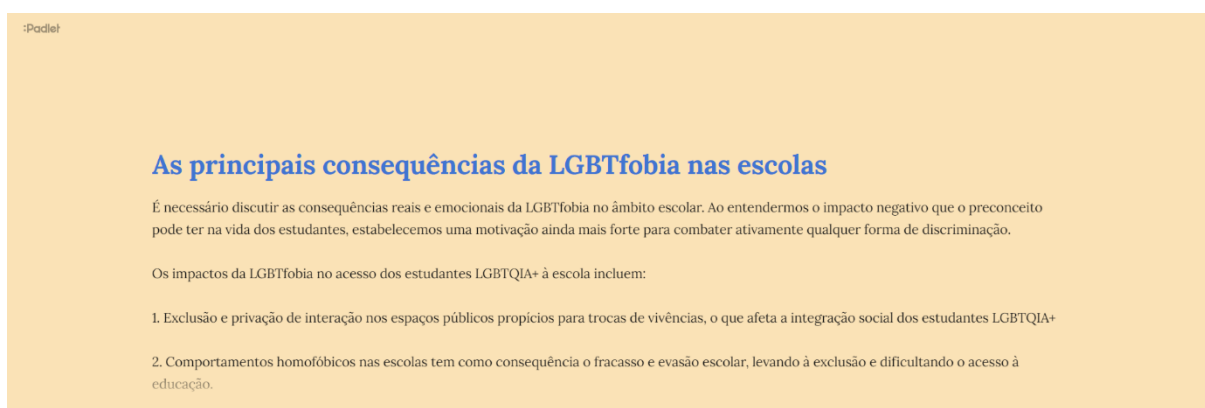 :Padlet
As principais consequências da LGBTfobia nas escolas
É necessário discutir as consequências reais e emocionais da LGBTfobia no âmbito escolar. Ao entendermos o impacto negativo que o preconceito
pode ter na vida dos estudantes, estabelecemos uma motivação ainda mais forte para combater ativamente qualquer forma de discriminação.
Os impactos da LGBTfobia no acesso dos estudantes LGBTQIA+ à escola incluem:
1. Exclusão e privação de interação nos espaços públicos propícios para trocas de vivências, o que afeta a integração social dos estudantes LGBTQIA+
2. Comportamentos homofóbicos nas escolas tem como consequência o fracasso e evasão escolar, levando à exclusão e dificultando o acesso à
educação.